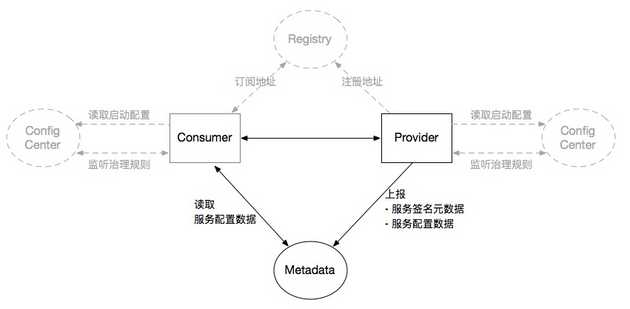 Registry
订阅地址
注册地址
读取启动配置
读取启动配置
Config
Center
Consumer
Provider
Config
Center
监听治理规则
监听治理规则
上报
- 服务签名元数据
- 服务配置数据
读取
服务配置数据
Metadata